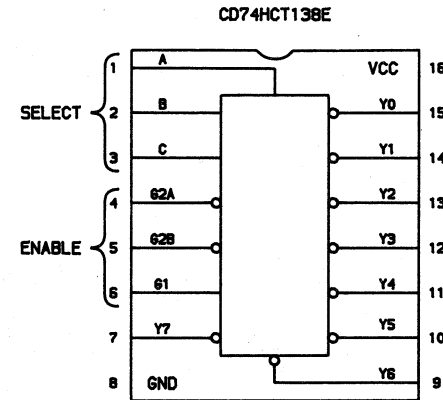 CD74HCT138E
1 A VCC 16
SELECT 2 B Y0 15
3 C Y1 14
4 G2A Y2 13
ENABLE 5 G2B Y3 12
6 G1 Y4 11
7 Y7 Y5 10
8 GND Y6 9